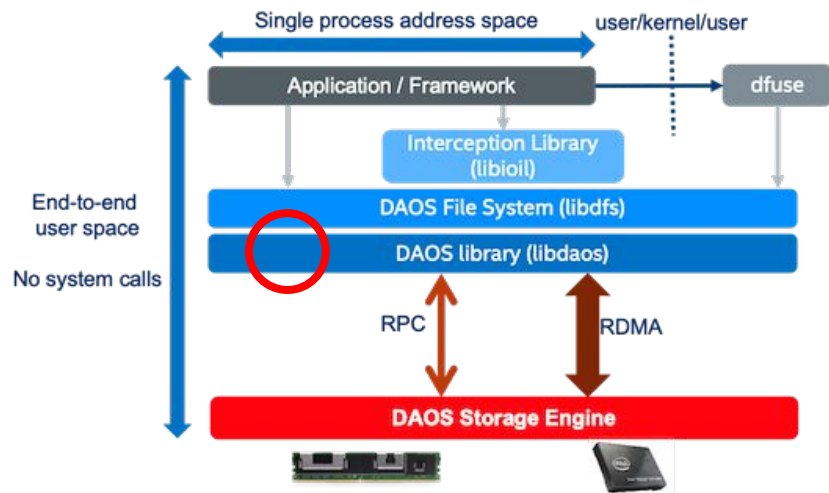 Single process address space
user/kernel/user
Application / Framework
dfuse
Interception Library
(libioil)
End-to-end
user space
No system calls
DAOS File System (libdfs)
DAOS library (libdaos)
RPC
RDMA
DAOS Storage Engine